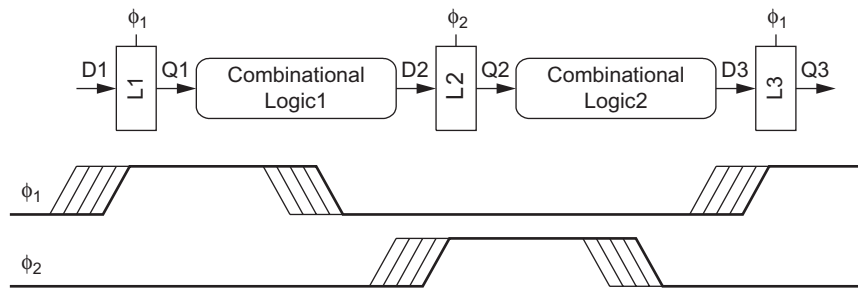 ϕ1 ϕ2 ϕ1
D1 L1 Q1 Combinational Logic1 D2 L2 Q2 Combinational Logic2 D3 L3 Q3
ϕ1
ϕ2